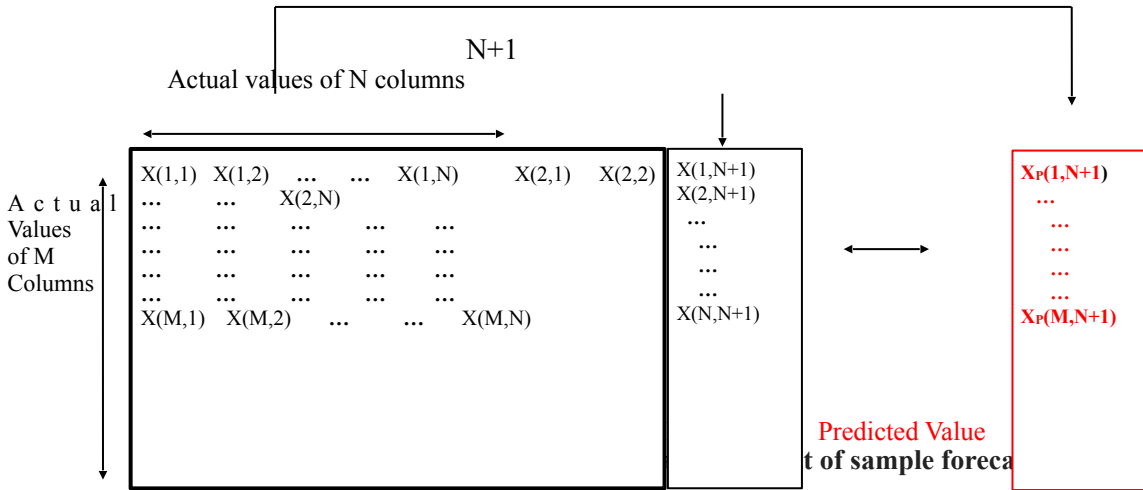 N+1
Actual values of N columns
X(1,1) X(1,2) ... ... X(1,N) X(2,1) X(2,2)
... ... X(2,N)
... ... ... ... ...
... ... ... ... ...
... ... ... ... ...
... ... ... ... ...
X(M,1) X(M,2) ... ... X(M,N)
Actual
Values
of M
Columns
X(1,N+1)
X(2,N+1)
...
...
...
...
X(N,N+1)
XP(1,N+1)
...
...
...
...
...
XP(M,N+1)
Predicted Value
t of sample foreca